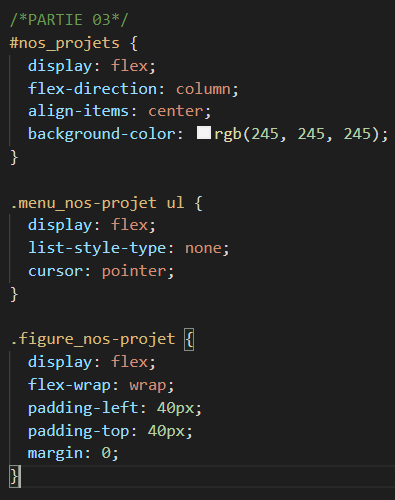 /*PARTIE 03*/
#nos_projets {
  display: flex;
  flex-direction: column;
  align-items: center;
  background-color: rgb(245, 245, 245);
}

.menu_nos-projet ul {
  display: flex;
  list-style-type: none;
  cursor: pointer;
}

.figure_nos-projet {
  display: flex;
  flex-wrap: wrap;
  padding-left: 40px;
  padding-top: 40px;
  margin: 0;
}